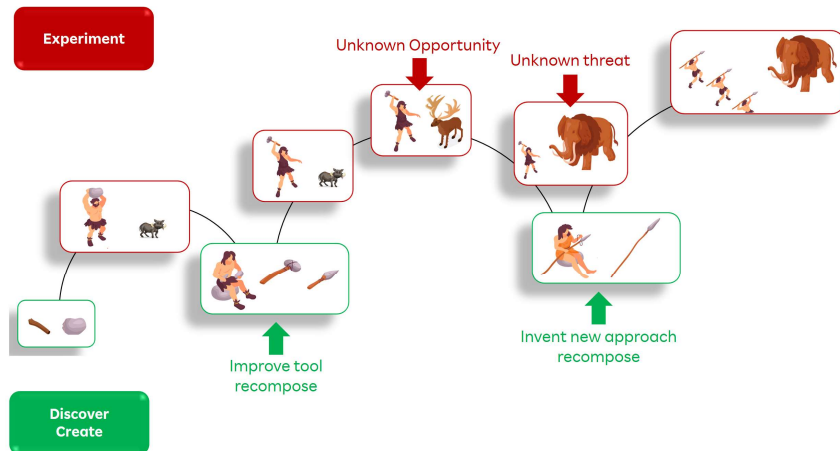 Experiment
Unknown Opportunity
Unknown threat
Improve tool
recompose
Invent new approach
recompose
Discover
Create